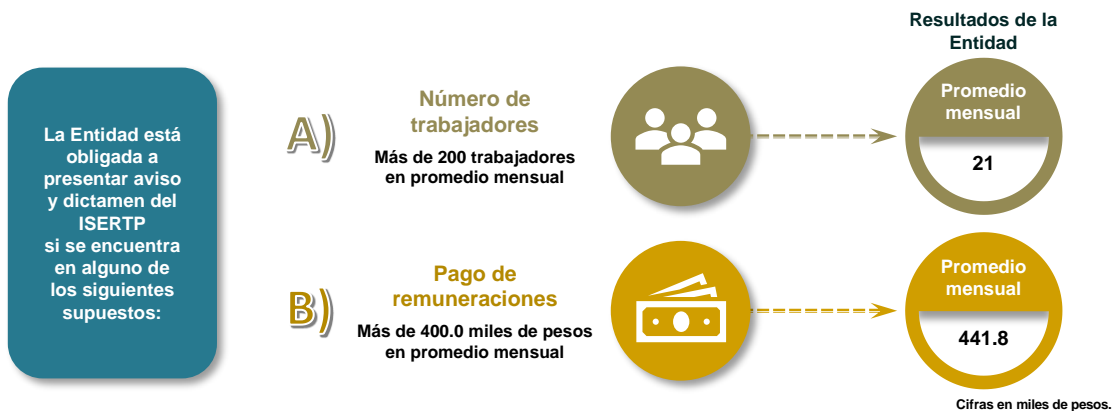 La Entidad está
obligada a
presentar aviso
y dictamen del
ISERTP
si se encuentra
en alguno de
los siguientes
supuestos:
A)
Número de
trabajadores
Más de 200 trabajadores
en promedio mensual
Resultados de la
Entidad
Promedio
mensual
21
B)
Pago de
remuneraciones
Más de 400.0 miles de pesos
en promedio mensual
Promedio
mensual
441.8
Cifras en miles de pesos.